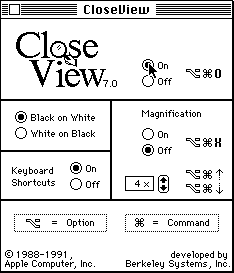 CloseView
Close
View 7.0
On
Off
⌥ ⌘ O
Black on White
White on Black
Magnification
On
Off
⌥ ⌘ X
4 x
⌥ ⌘ ↑
⌥ ⌘ ↓
Keyboard
Shortcuts
On
Off
⌥ = Option
⌘ = Command
© 1988-1991,
Apple Computer, Inc.
developed by
Berkeley Systems, Inc.